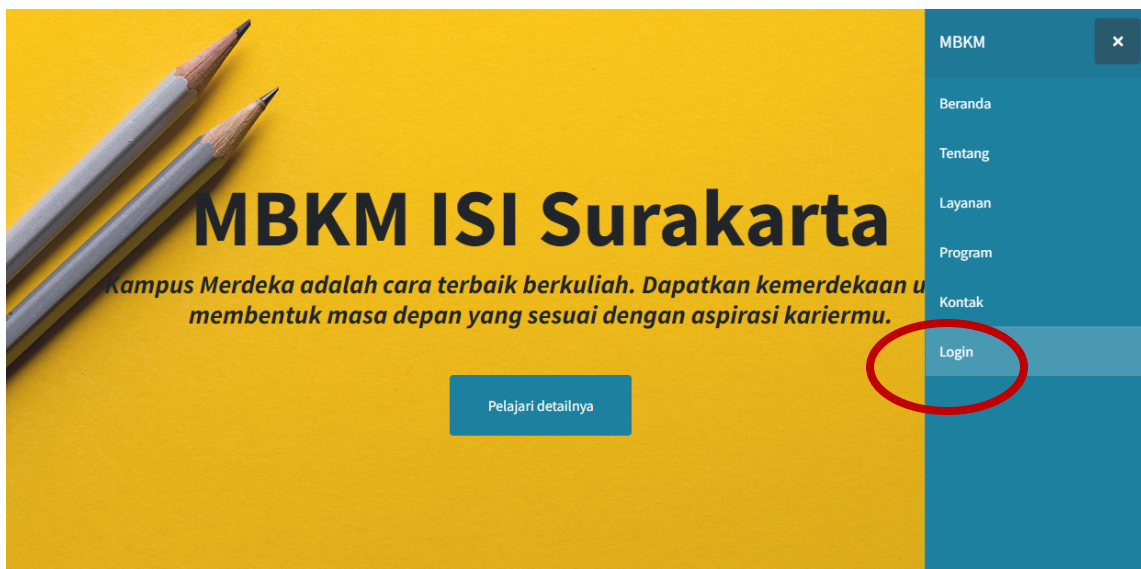 MBKM
Beranda
Tentang
Layanan
Program
Kontak
Login
MBKM ISI Surakarta
Kampus Merdeka adalah cara terbaik berkuliah. Dapatkan kemerdekaan u
membentuk masa depan yang sesuai dengan aspirasi kariermu.
Pelajari detailnya